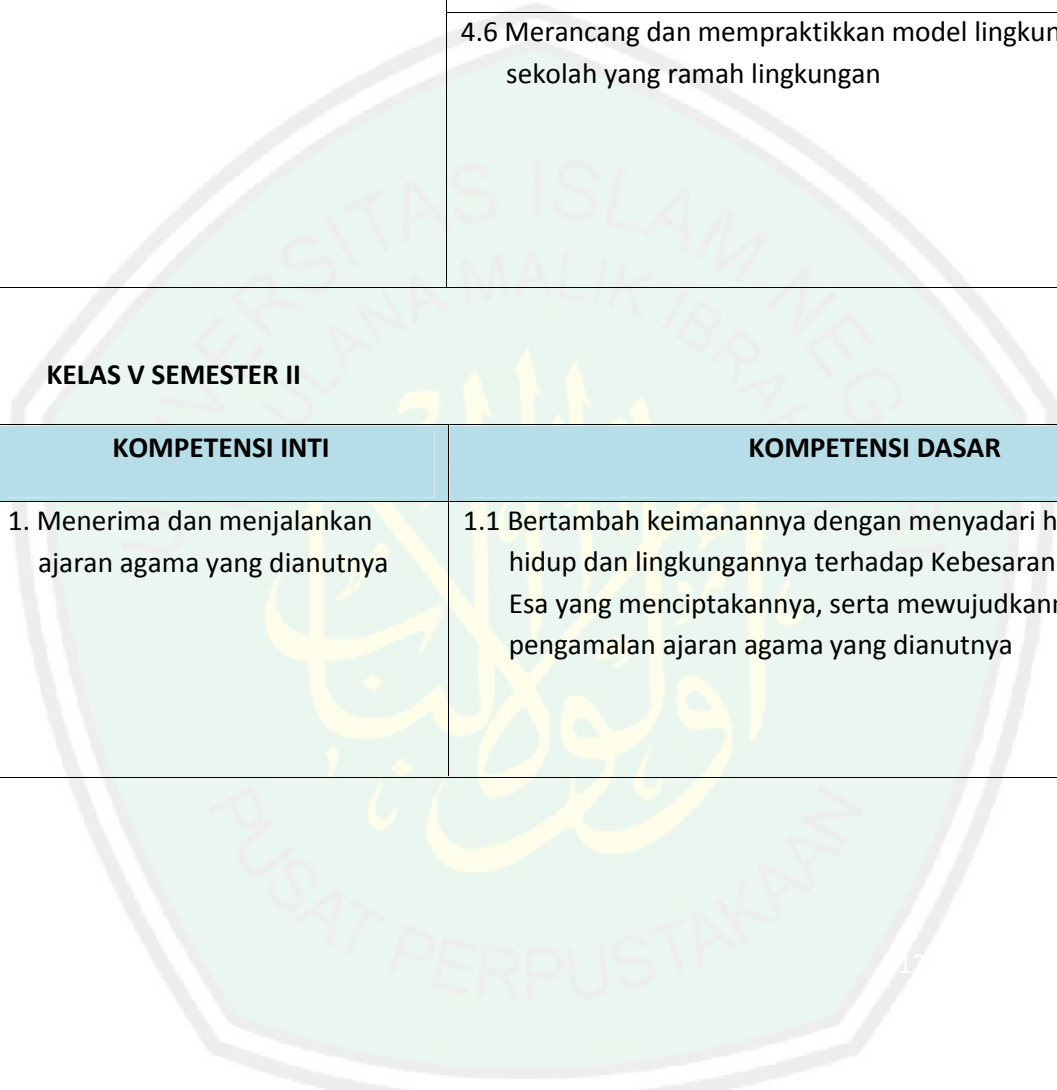 4.6 Merancang dan mempraktikkan model lingkun
sekolah yang ramah lingkungan
KELAS V SEMESTER II
KOMPETENSI INTI
KOMPETENSI DASAR
1. Menerima dan menjalankan
ajaran agama yang dianutnya
1.1 Bertambah keimanannya dengan menyadari h
hidup dan lingkungannya terhadap Kebesaran
Esa yang menciptakannya, serta mewujudkann
pengamalan ajaran agama yang dianutnya
PUSAT PERPUSTAKAAN